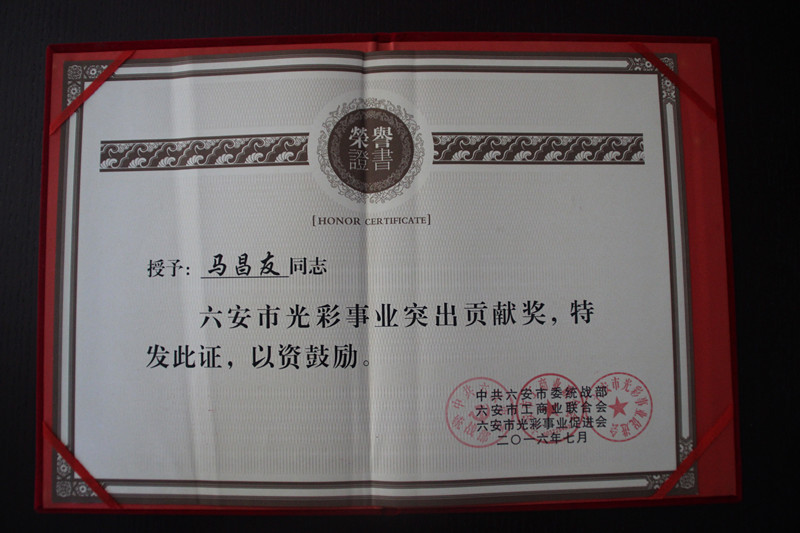 榮譽
證書
[HONOR CERTIFICATE]
授予：马昌友同志
六安市光彩事业突出贡献奖，特
发此证，以资鼓励。
中共六安市委统战部
六安市工商业联合会
六安市光彩事业促进会
二〇一六年七月